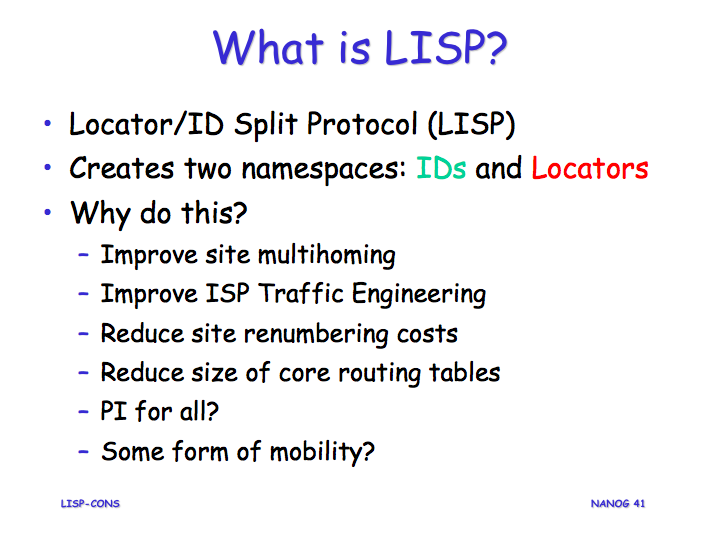 What is LISP?
• Locator/ID Split Protocol (LISP)
• Creates two namespaces: IDs and Locators
• Why do this?
– Improve site multihoming
– Improve ISP Traffic Engineering
– Reduce site renumbering costs
– Reduce size of core routing tables
– PI for all?
– Some form of mobility?
LISP-CONS
NANOG 41